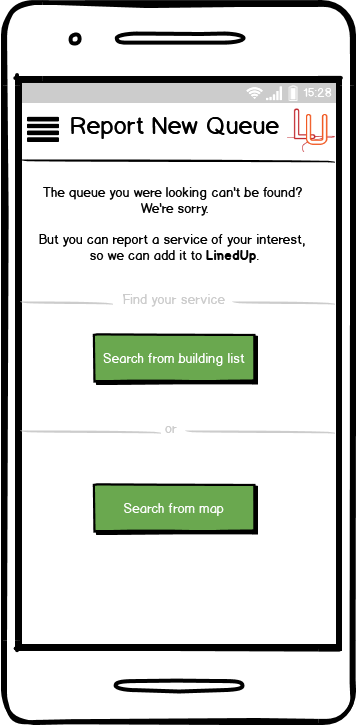 15:28
Report New Queue
LU
The queue you were looking can't be found?
We're sorry.
But you can report a service of your interest,
so we can add it to LinedUp.
Find your service
Search from building list
or
Search from map